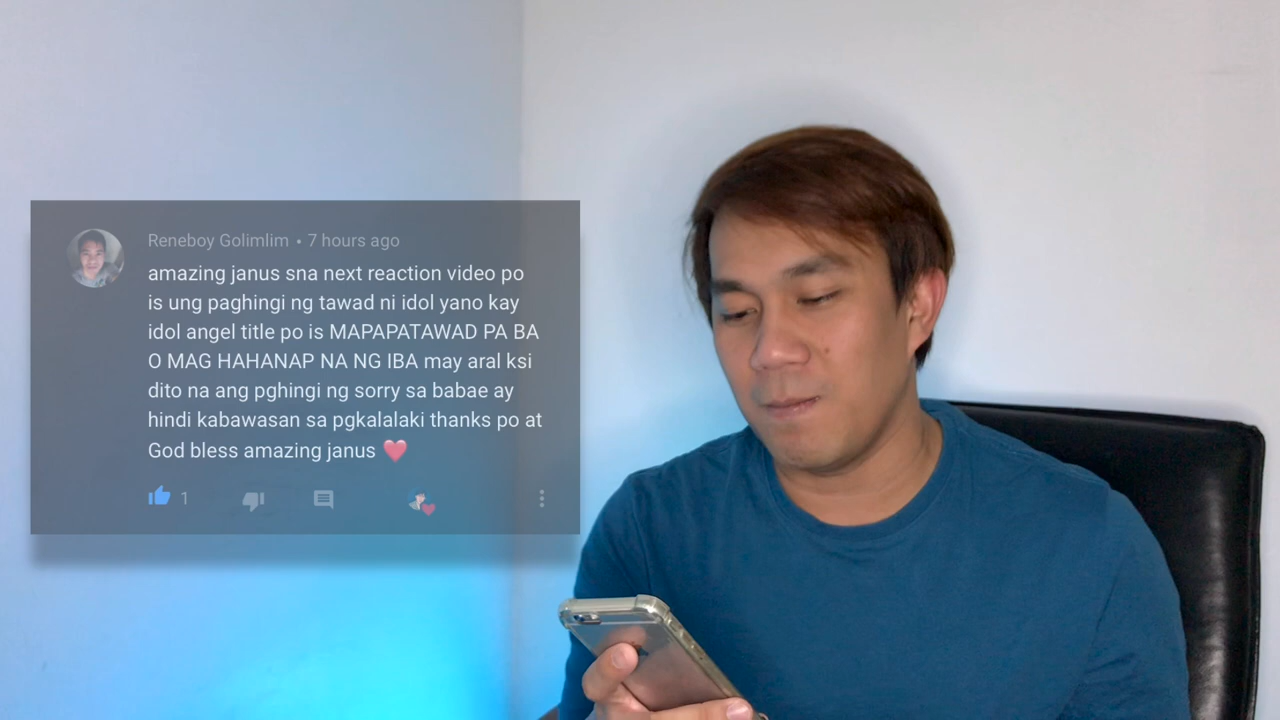 Reneboy Golimlim • 7 hours ago
amazing janus sna next reaction video po
is ung paghingi ng tawad ni idol yano kay
idol angel title po is MAPAPATAWAD PA BA
O MAG HAHANAP NA NG IBA may aral ksi
dito na ang pghingi ng sorry sa babae ay
hindi kabawasan sa pgkalalaki thanks po at
God bless amazing janus 💗
1